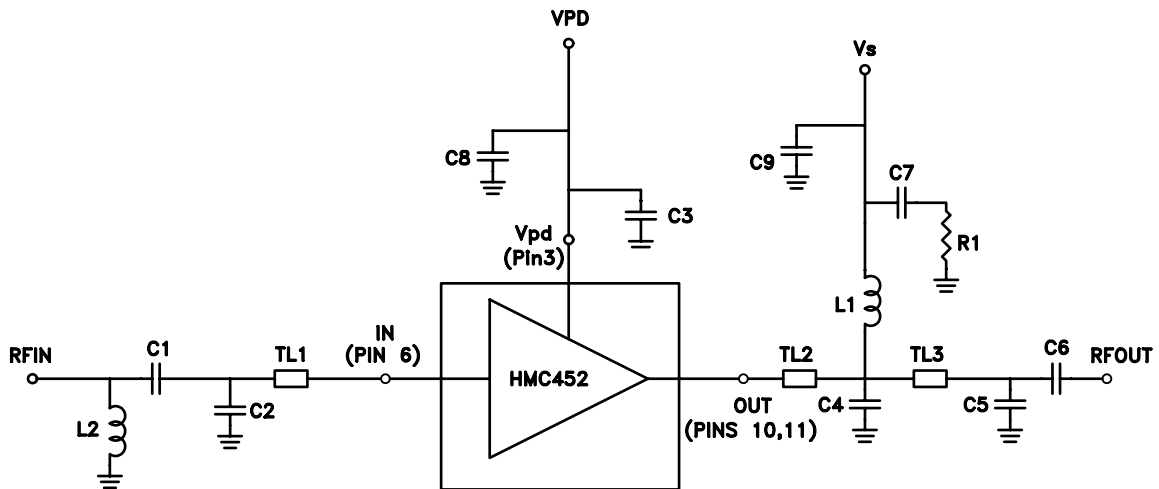 VPD
Vs
C8
C9
C7
C3
Vpd
(Pin3)
R1
L1
RFIN
C1
TL1
IN
(PIN 6)
HMC452
TL2
TL3
C6
RFOUT
L2
C2
OUT
(PINS 10,11)
C4
C5